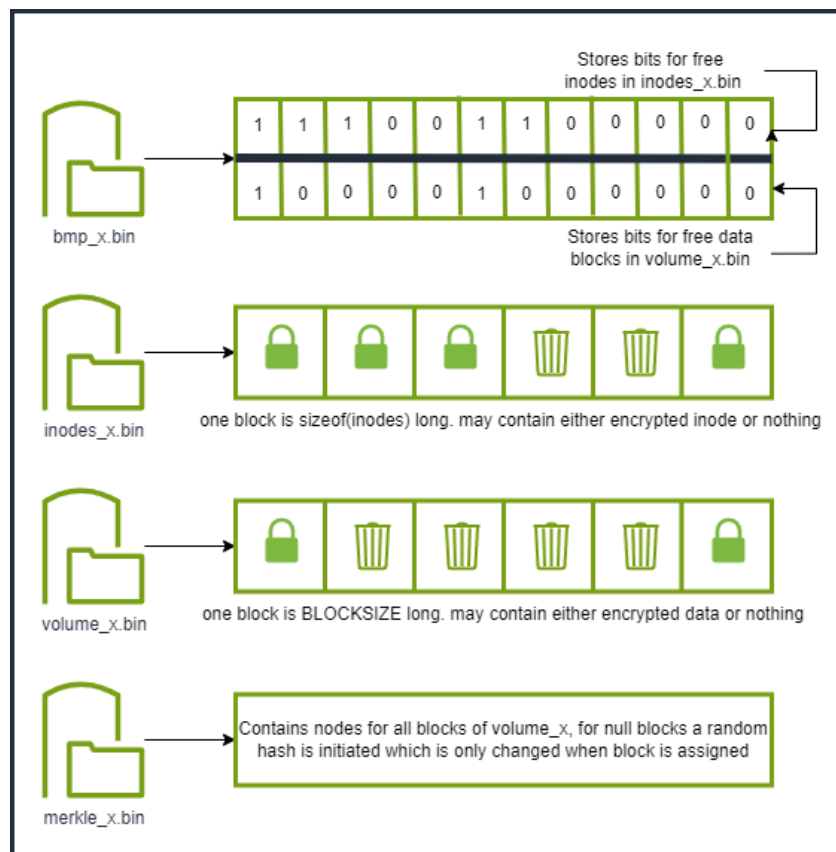 Stores bits for free
inodes in inodes_x.bin
1 1 1 0 0 1 1 0 0 0 0 0
1 0 0 0 0 1 0 0 0 0 0 0
bmp_x.bin
Stores bits for free data
blocks in volume_x.bin
inodes_x.bin
one block is sizeof(inodes) long. may contain either encrypted inode or nothing
volume_x.bin
one block is BLOCKSIZE long. may contain either encrypted data or nothing
Contains nodes for all blocks of volume_x, for null blocks a random
hash is initiated which is only changed when block is assigned
merkle_x.bin